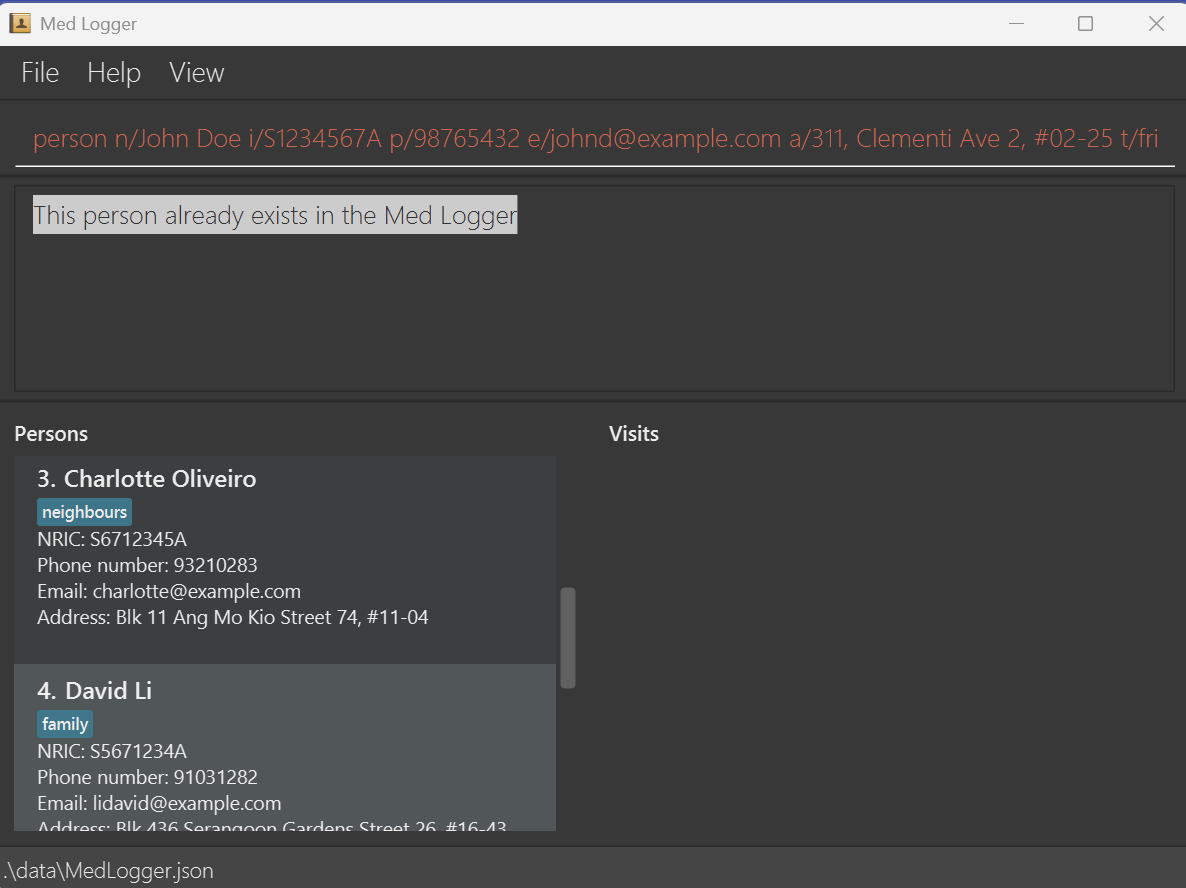 Med Logger
File Help View
person n/John Doe i/S1234567A p/98765432 e/johnd@example.com a/311, Clementi Ave 2, #02-25 t/fri
This person already exists in the Med Logger
Persons
3. Charlotte Oliveiro
neighbours
NRIC: S6712345A
Phone number: 93210283
Email: charlotte@example.com
Address: Blk 11 Ang Mo Kio Street 74, #11-04
4. David Li
family
NRIC: S5671234A
Phone number: 91031282
Email: lidavid@example.com
Address: Blk 436 Serangoon Gardens Street 26, #16-43
Visits
.\data\MedLogger.json